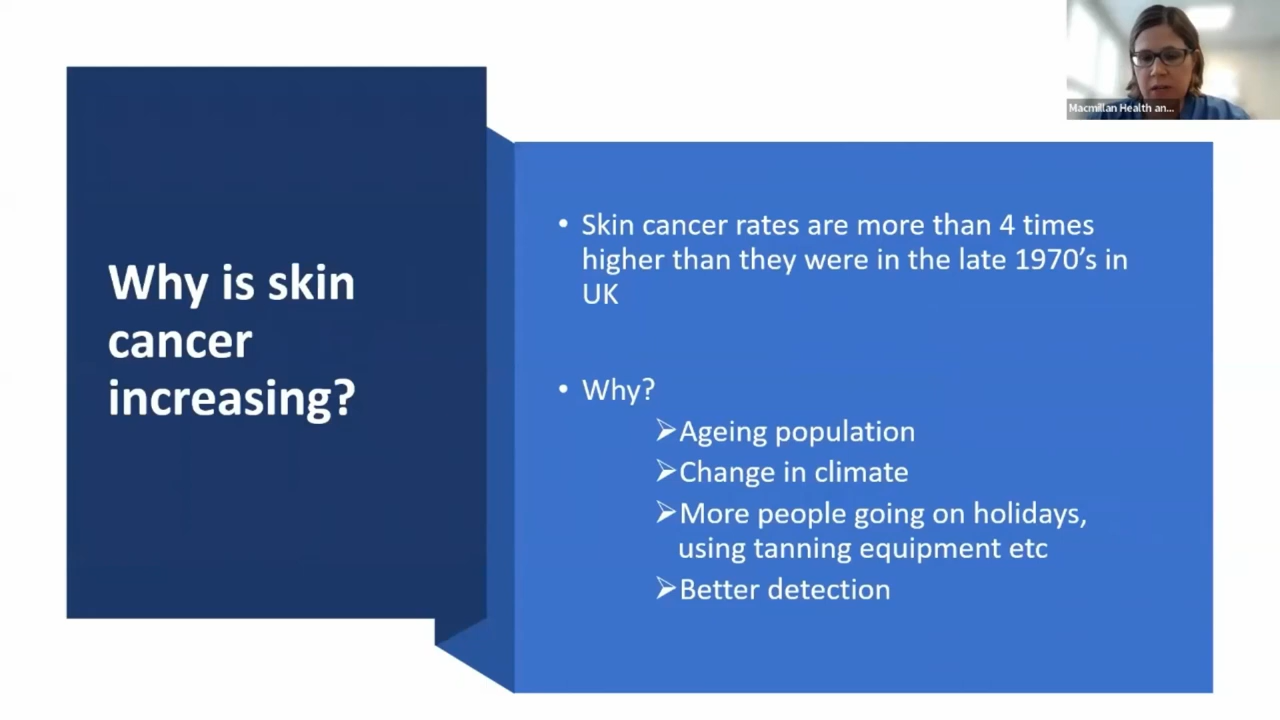 Macmillan Health an...
Why is skin
cancer
increasing?
• Skin cancer rates are more than 4 times
higher than they were in the late 1970's in
UK
• Why?
➢Ageing population
➢Change in climate
➢More people going on holidays,
using tanning equipment etc
➢Better detection